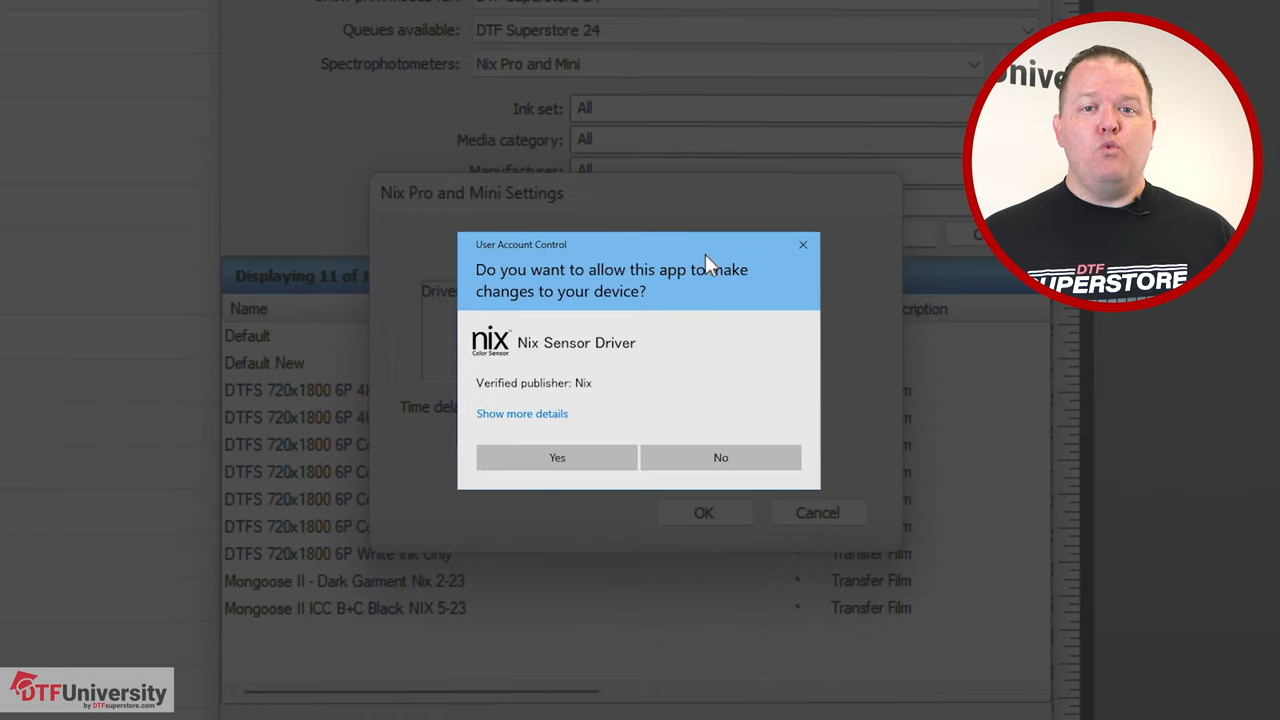 Queues available: DTF Superstore 24
Spectrophotometers: Nix Pro and Mini
Ink set: All
Media category: All
Nix Pro and Mini Settings
User Account Control
Do you want to allow this app to make
changes to your device?
nix
Color Sensor
Nix Sensor Driver
Verified publisher: Nix
Show more details
Yes
No
OK
Cancel
Displaying 11 of
Name
Default
Default New
DTFS 720x1800 6P
DTFS 720x1800 6P
DTFS 720x1800 6P
DTFS 720x1800 6P
DTFS 720x1800 6P
DTFS 720x1800 6P
DTFS 720x1800 6P White Ink Only
Transfer Film
Mongoose II - Dark Garment Nix 2-23
Transfer Film
Mongoose II ICC B+C Black NIX 5-23
Transfer Film
DTF
SUPERSTORE
DTFUniversity
by DTFsuperstore.com